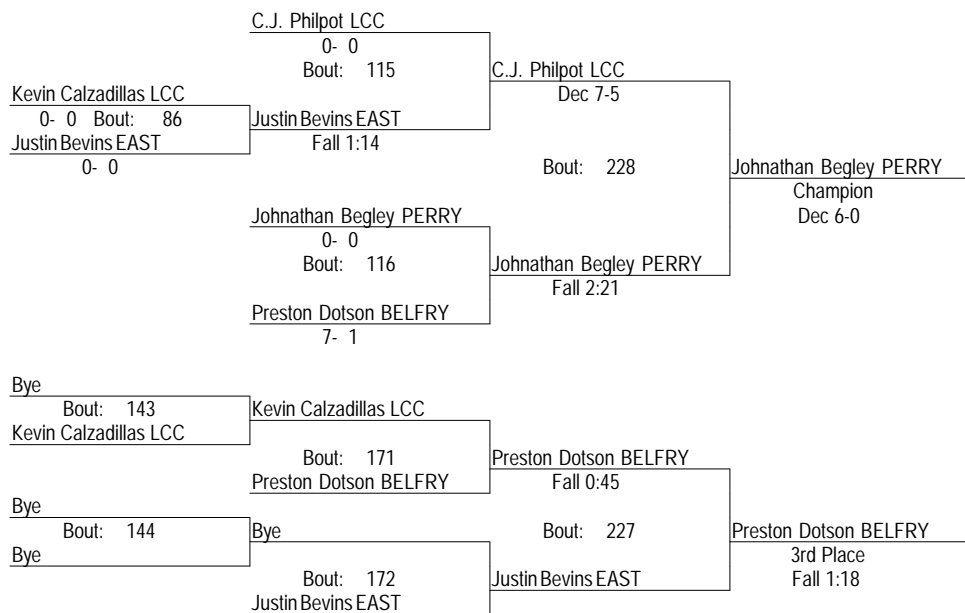 C.J. Philpot LCC
0- 0
Bout: 115
C.J. Philpot LCC
Dec 7-5
Kevin Calzadillas LCC
0- 0 Bout: 86
Justin Bevins EAST
Fall 1:14
Justin Bevins EAST
0- 0
Bout: 228
Johnathan Begley PERRY
Champion
Dec 6-0
Johnathan Begley PERRY
0- 0
Bout: 116
Johnathan Begley PERRY
Fall 2:21
Preston Dotson BELFRY
7- 1
Bye
Bout: 143
Kevin Calzadillas LCC
Kevin Calzadillas LCC
Bout: 171
Preston Dotson BELFRY
Fall 0:45
Preston Dotson BELFRY
Bye
Bout: 144
Bye
Bye
Bout: 227
Preston Dotson BELFRY
3rd Place
Fall 1:18
Bout: 172
Justin Bevins EAST
Justin Bevins EAST